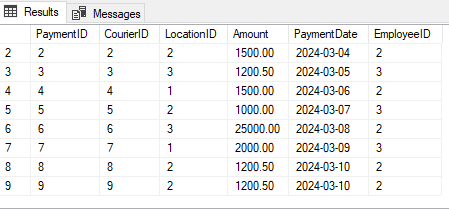 Results Messages
PaymentID CourierID LocationID Amount PaymentDate EmployeeID
2 2 2 2 1500.00 2024-03-04 2
3 3 3 3 1200.50 2024-03-05 3
4 4 4 1 1500.00 2024-03-06 2
5 5 5 2 1000.00 2024-03-07 3
6 6 6 3 25000.00 2024-03-08 2
7 7 7 1 2000.00 2024-03-09 3
8 8 8 2 1200.50 2024-03-10 2
9 9 9 2 1200.50 2024-03-10 2